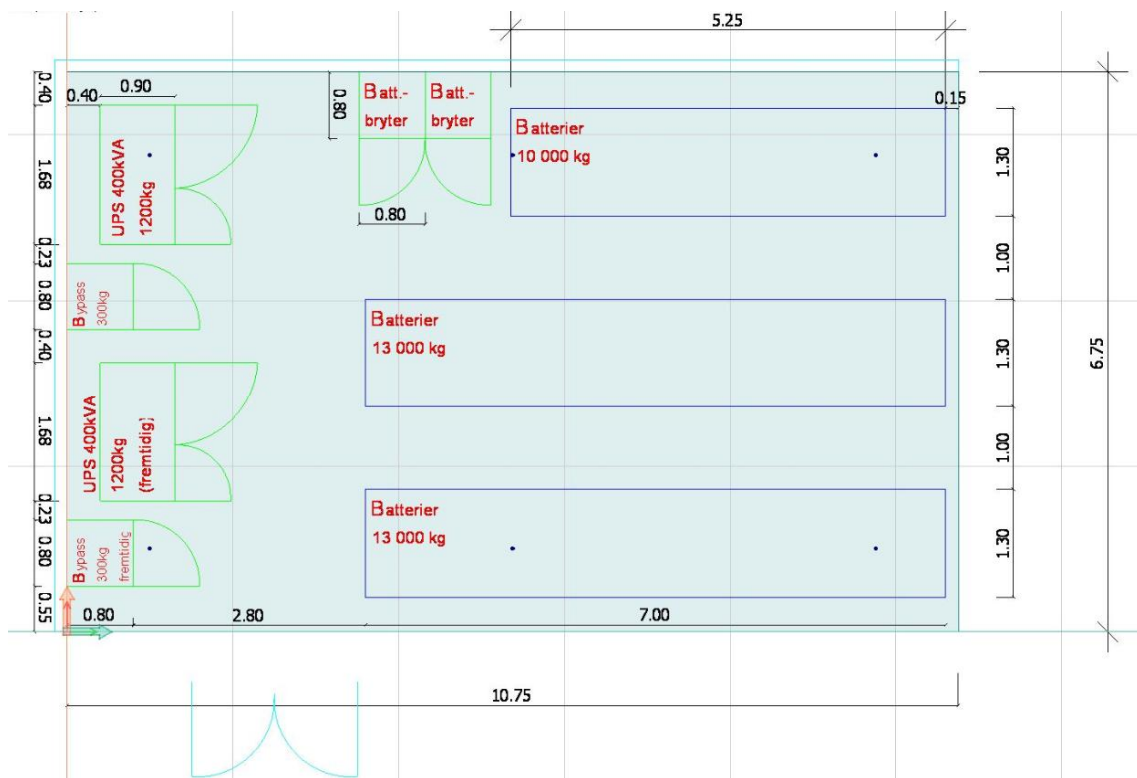 5.25
0.40
0.40
0.90
0.80
Batt.-
bryter
Batt.-
bryter
0.15
Batterier
10 000 kg
1.30
1.68
UPS 400kVA
1200kg
0.80
0.23
1.00
0.80
Bypass
300kg
Batterier
13 000 kg
1.30
6.75
0.40
1.68
UPS 400kVA
1200kg
(fremtidig)
1.00
0.23
Batterier
13 000 kg
1.30
0.80
Bypass
300kg
fremtidig
0.55
0.80
2.80
7.00
10.75